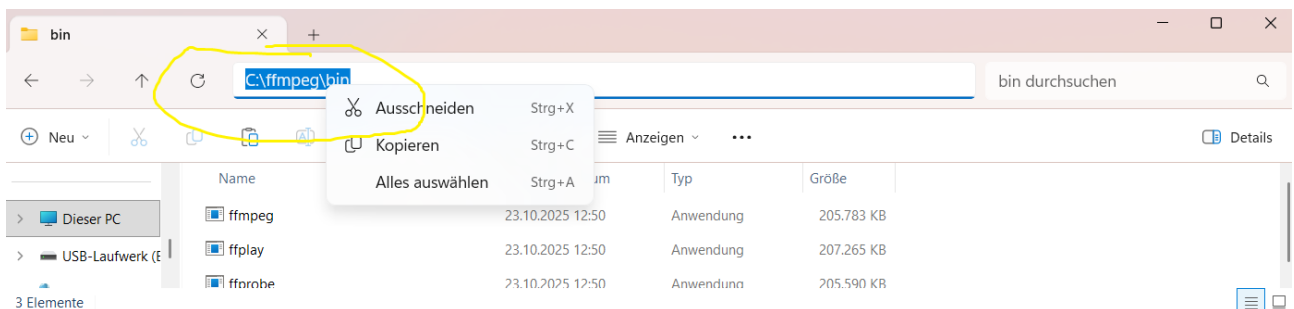 bin
C:\ffmpeg\bin
bin durchsuchen
Ausschneiden Strg+X
Neu
Anzeigen
Details
Kopieren Strg+C
Name
Typ
Größe
Alles auswählen Strg+A
Dieser PC
ffmpeg 23.10.2025 12:50 Anwendung 205.783 KB
USB-Laufwerk (E
ffplay 23.10.2025 12:50 Anwendung 207.265 KB
ffprobe 23.10.2025 12:50 Anwendung 205.590 KB
3 Elemente